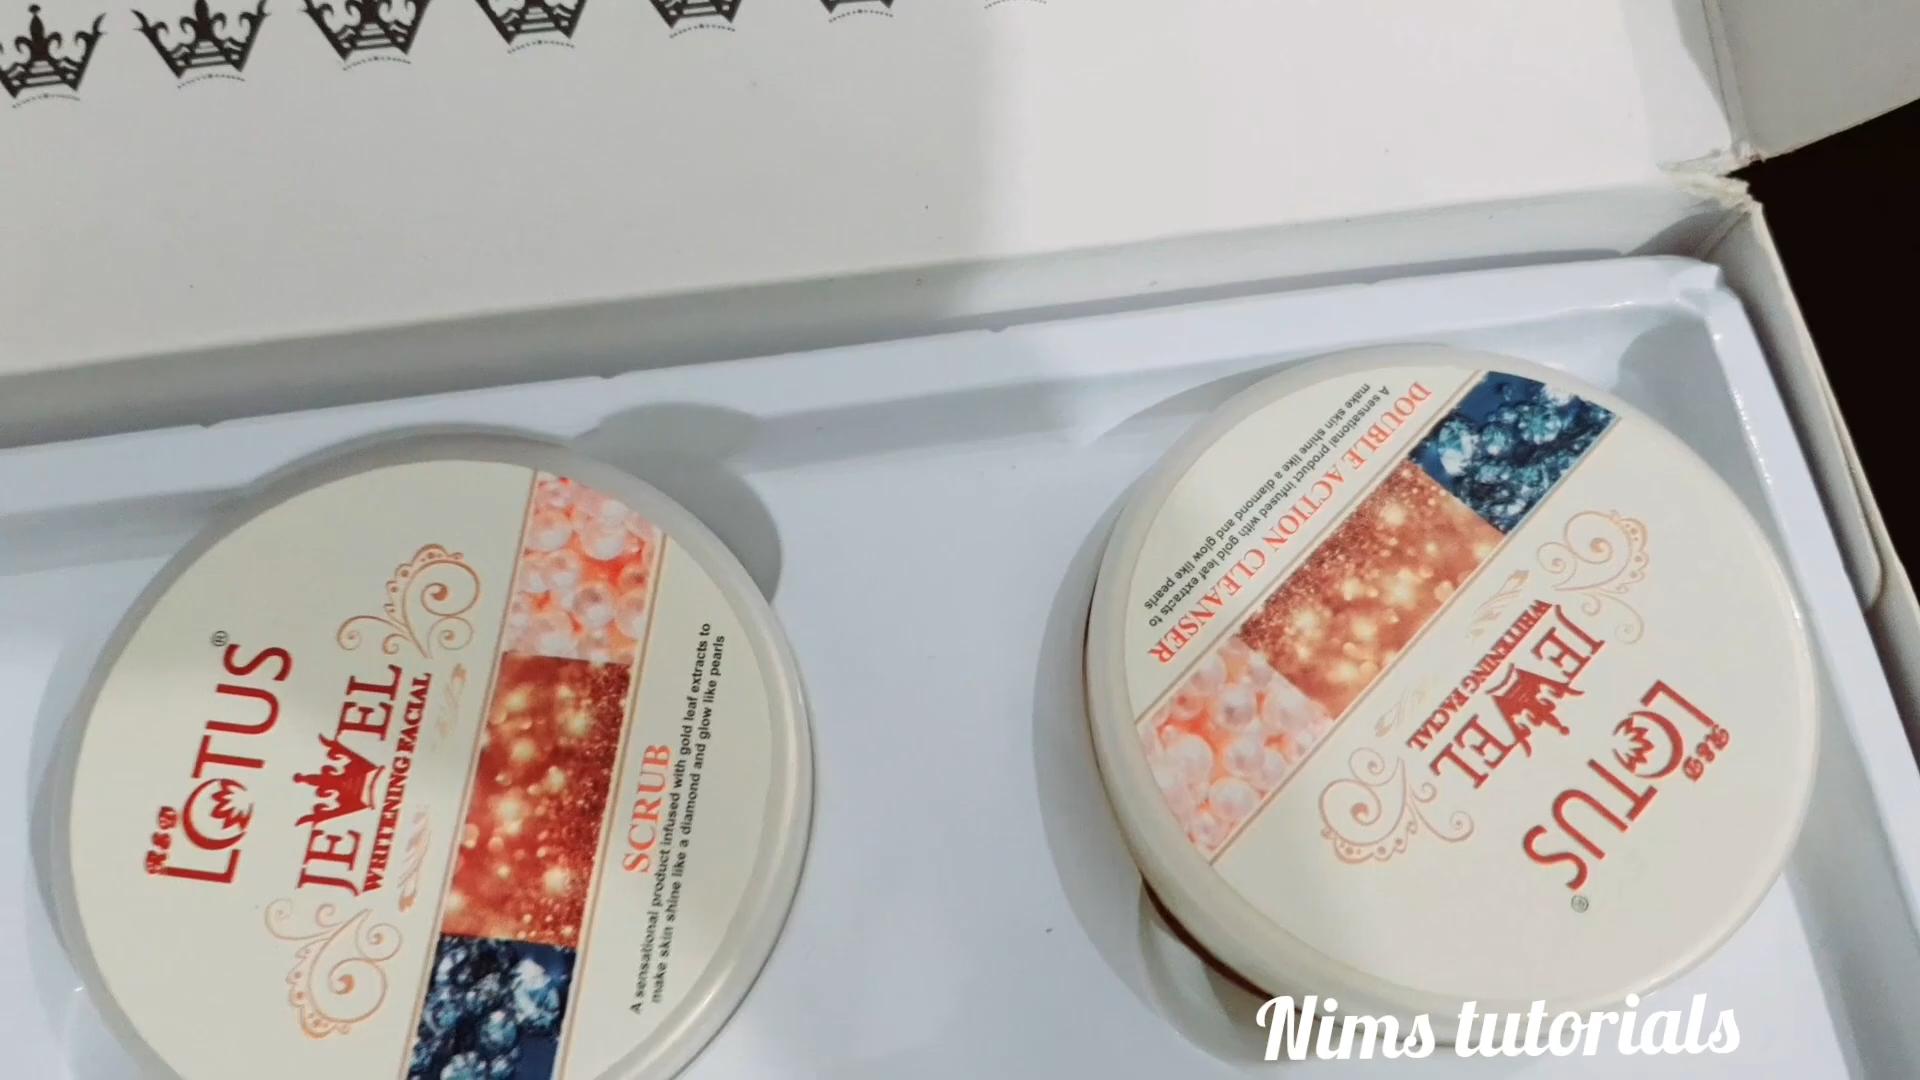 R&D
LOTUS®
JEWEL
WHITENING FACIAL
SCRUB
A sensational product infused with gold leaf extracts to
make skin shine like a diamond and glow like pearls
R&D
LOTUS®
JEWEL
WHITENING FACIAL
DOUBLE ACTION CLEANSER
A sensational product infused with gold leaf extracts to
make skin shine like a diamond and glow like pearls
Nims tutorials